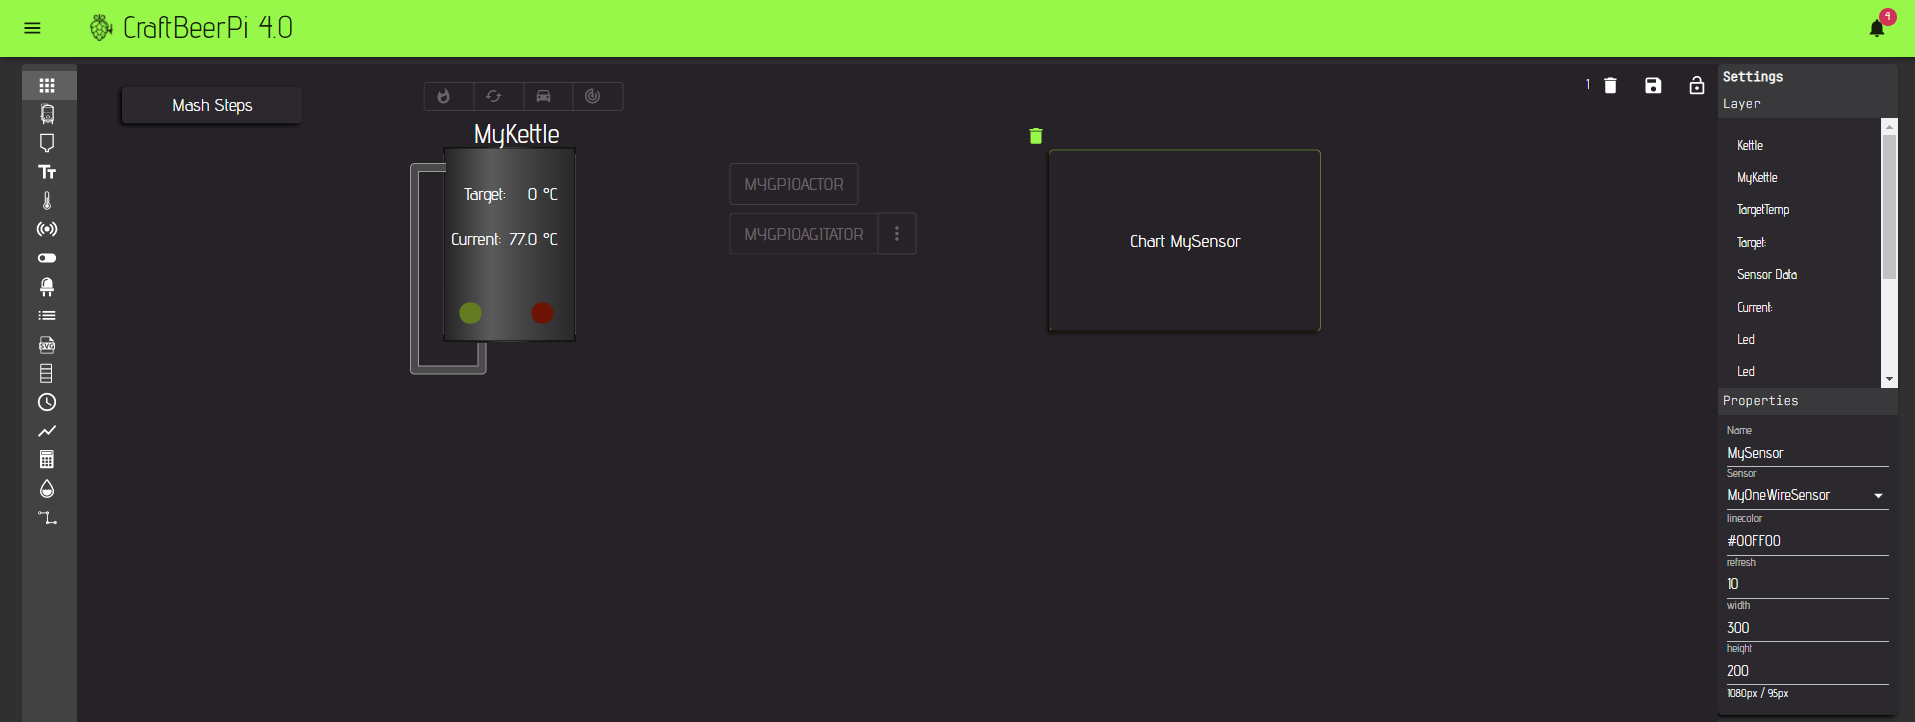 CraftBeerPi 4.0
4
Mash Steps
1
MyKettle
Target: 0 °C
Current: 77.0 °C
MYGPIOACTOR
MYGPIOAGITATOR
Chart MySensor
SVG
Settings
Layer
Kettle
MyKettle
TargetTemp
Target:
Sensor Data
Current:
Led
Led
Properties
Name
MySensor
Sensor
MyOneWireSensor
linecolor
#00FF00
refresh
10
width
300
height
200
1080px / 95px